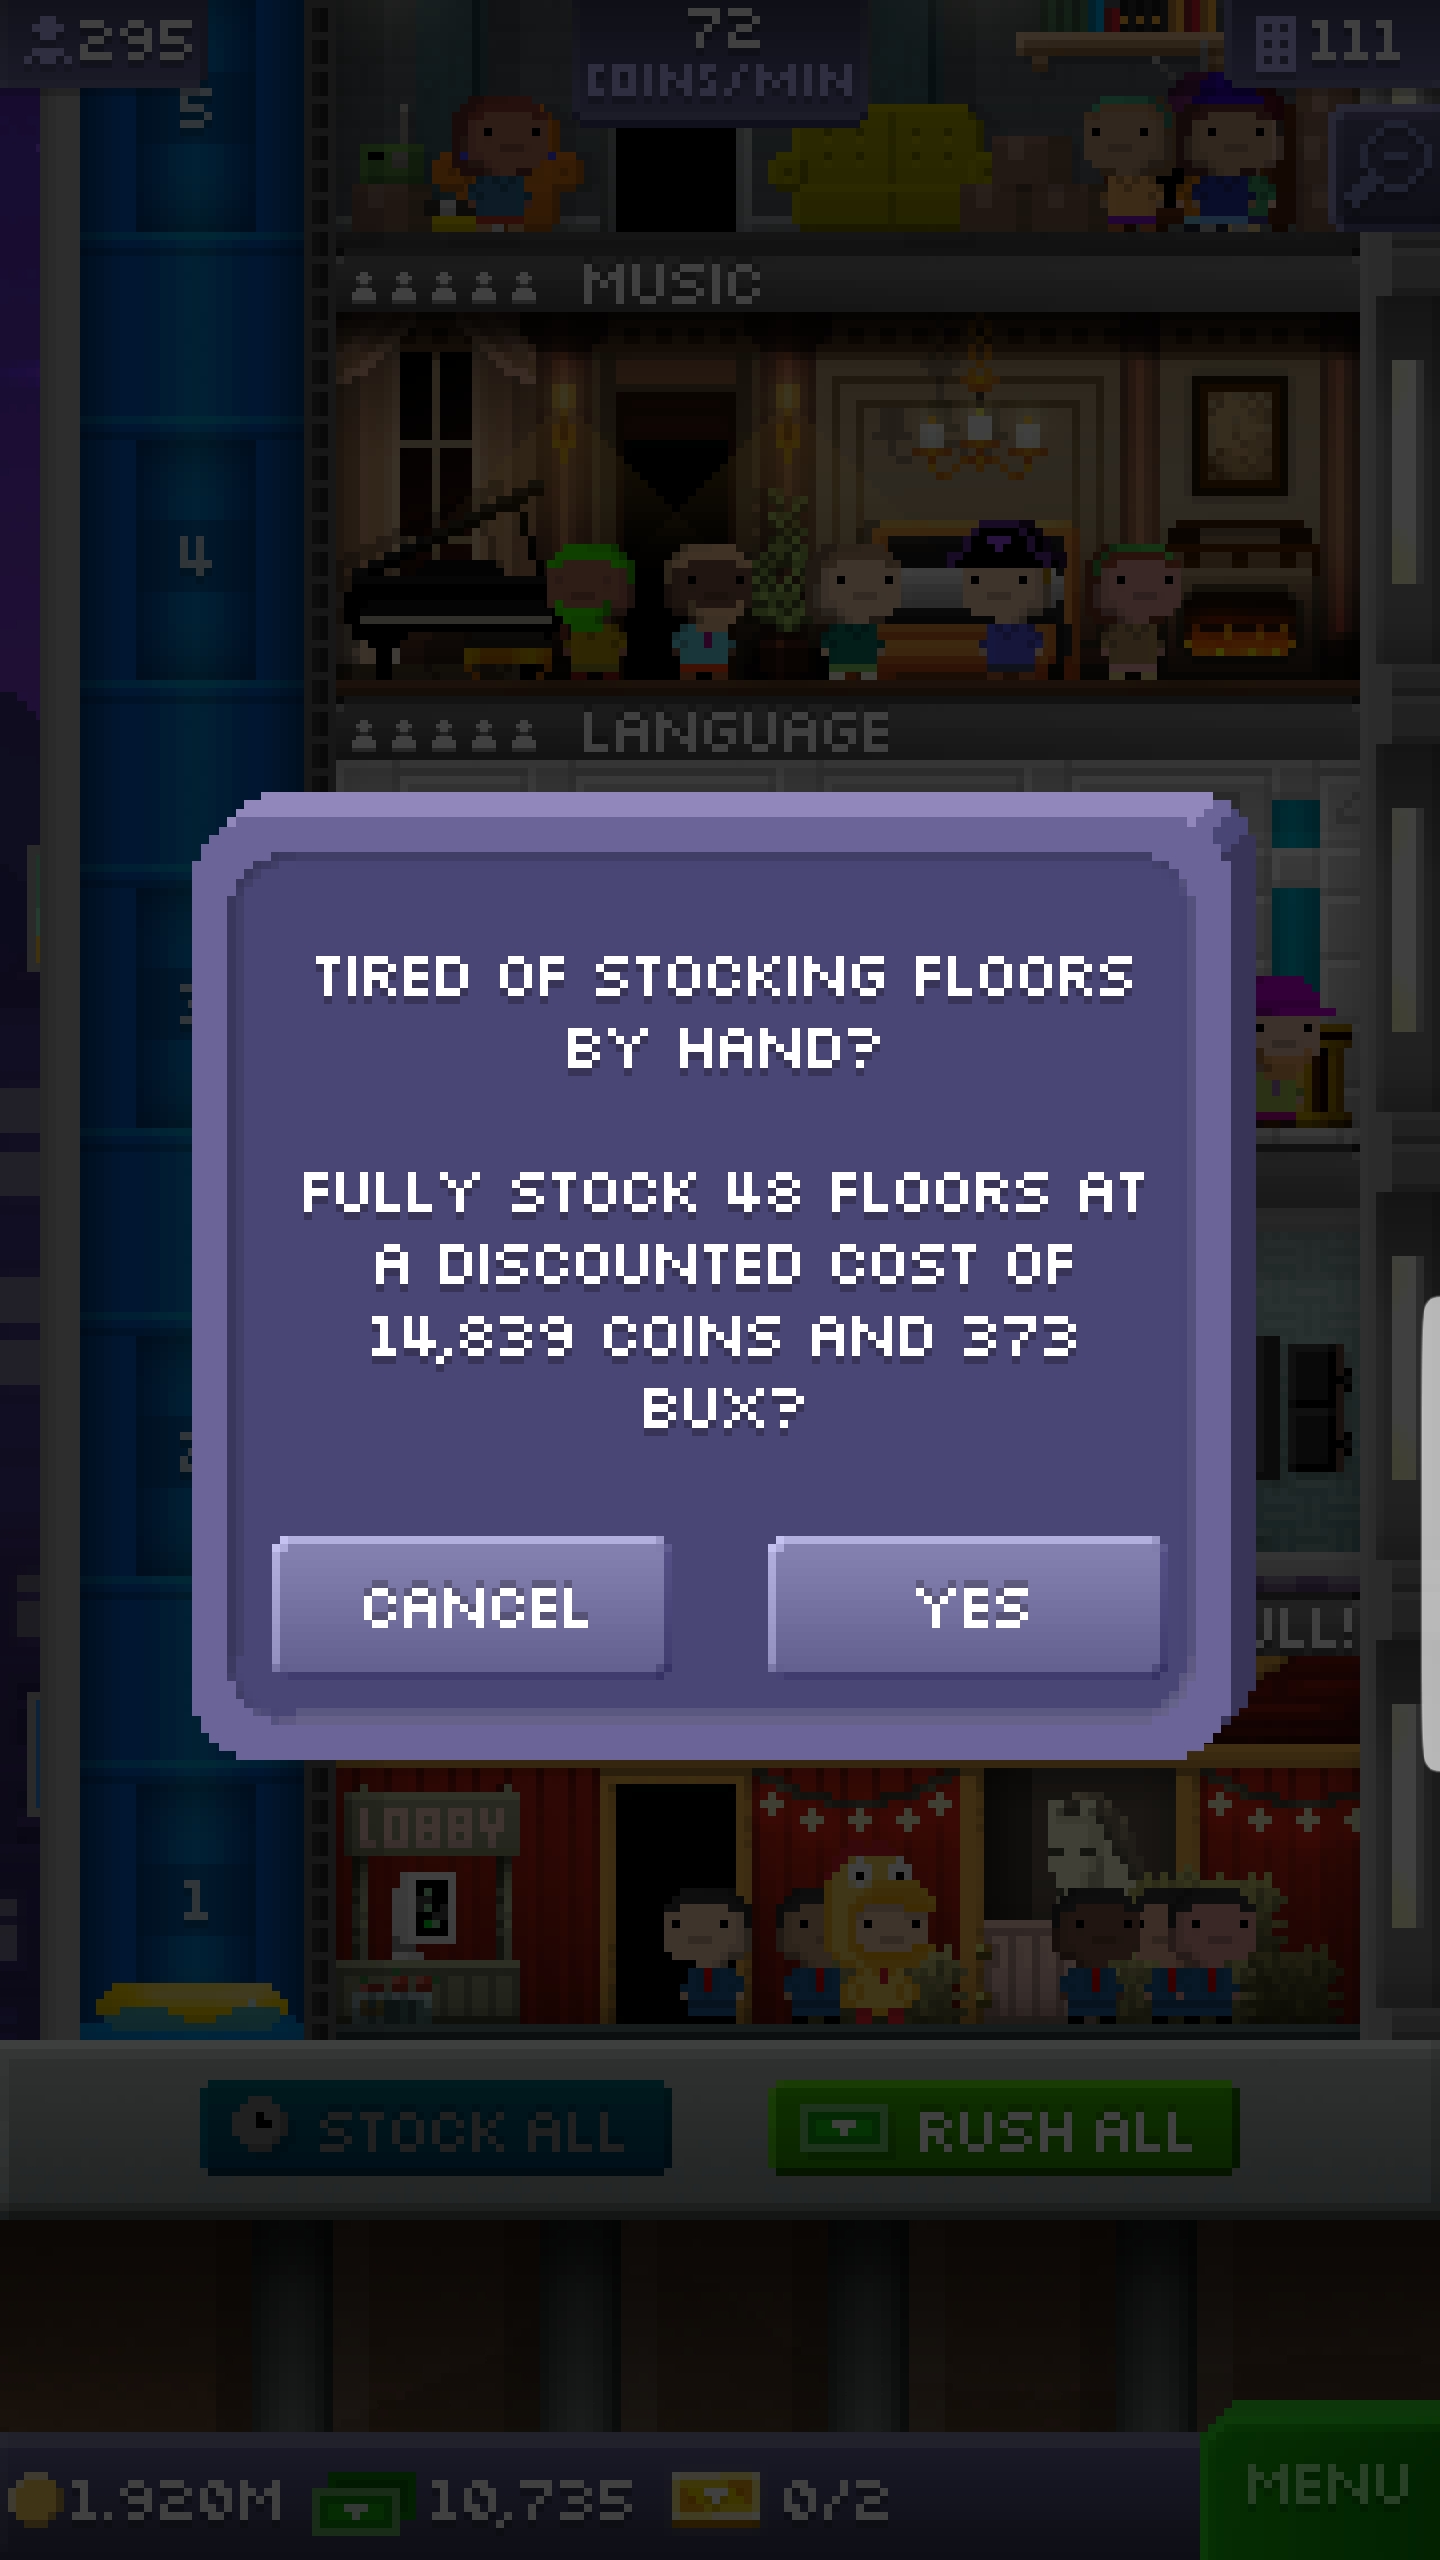 295
72
COINS/MIN
111
5
MUSIC
4
LANGUAGE
TIRED OF STOCKING FLOORS
BY HAND?
FULLY STOCK 48 FLOORS AT
A DISCOUNTED COST OF
14,839 COINS AND 373
BUX?
CANCEL
YES
LOBBY
1
STOCK ALL
RUSH ALL
1.920M
10,735
0/2
MENU